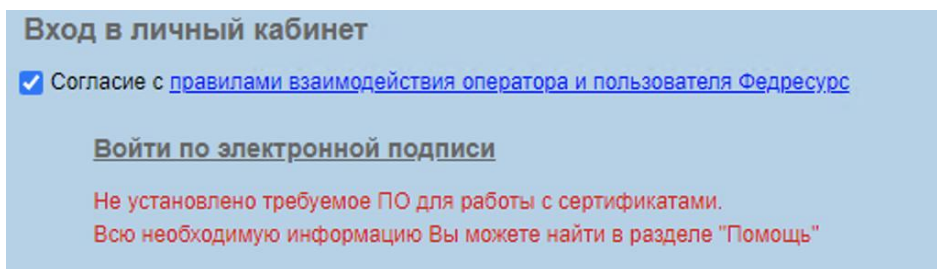 Вход в личный кабинет
Согласие с правилами взаимодействия оператора и пользователя Федресурс
Войти по электронной подписи
Не установлено требуемое ПО для работы с сертификатами.
Всю необходимую информацию Вы можете найти в разделе "Помощь"